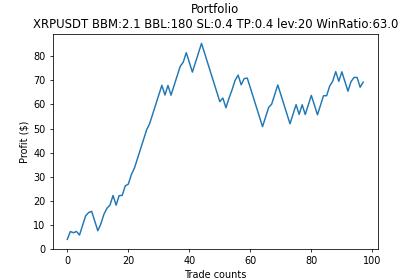 Portfolio
XRPUSDT BBM:2.1 BBL:180 SL:0.4 TP:0.4 lev:20 WinRatio:63.0
Profit ($)
80
70
60
50
40
30
20
10
0
0 20 40 60 80 100
Trade counts